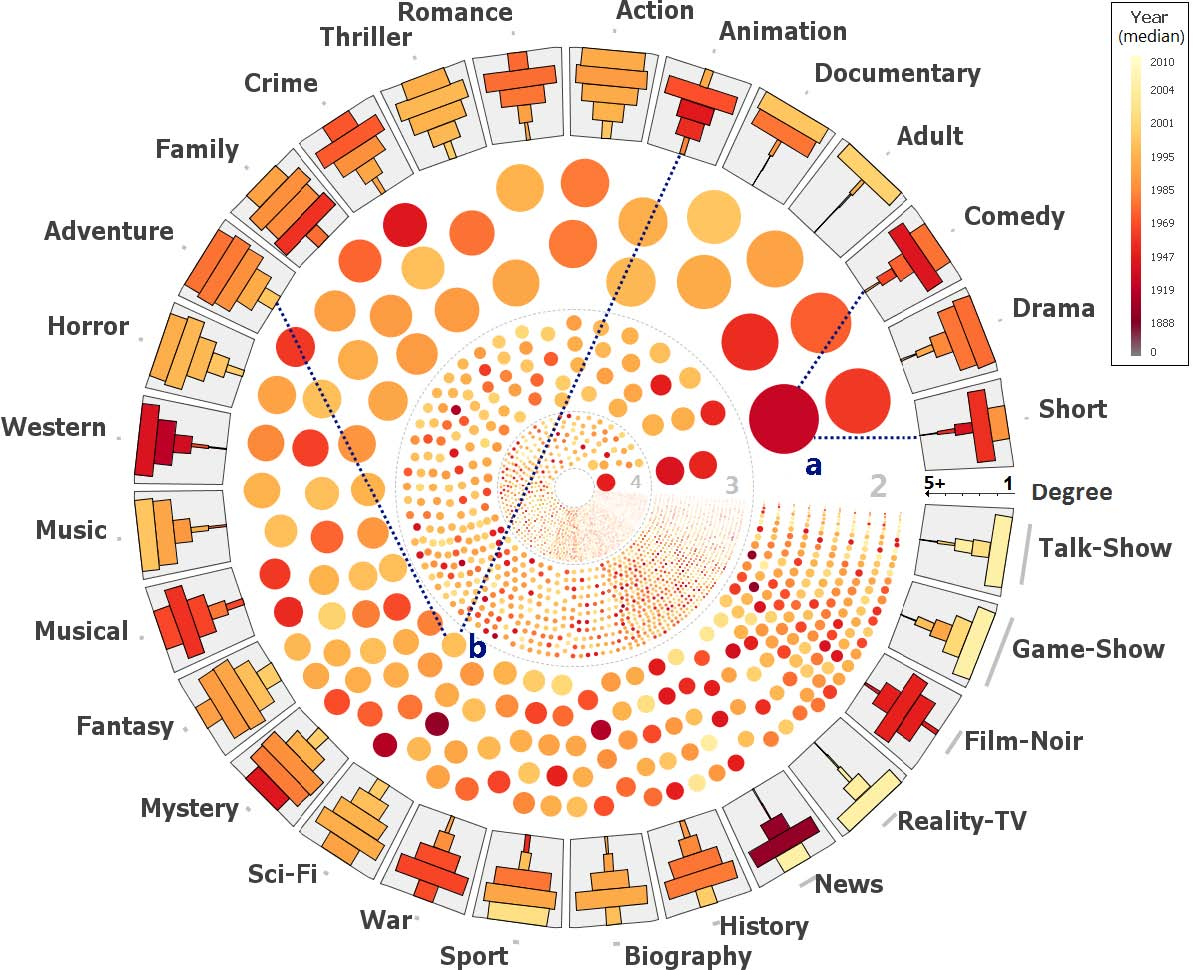 Romance
Action
Thriller
Animation
Crime
Documentary
Family
Adult
Adventure
Comedy
Horror
Drama
Western
Short
Music
Talk-Show
Musical
Game-Show
Fantasy
Film-Noir
Mystery
Reality-TV
Sci-Fi
News
War
History
Sport
Biography
a
b
4
3
2
5+ 1
Degree
Year
(median)
2010
2004
2001
1995
1985
1969
1947
1919
1888
0